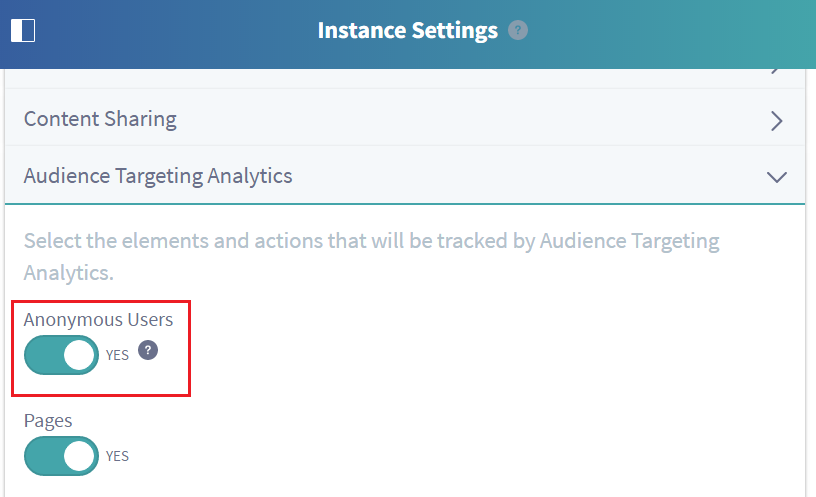 Instance Settings ?
Content Sharing
Audience Targeting Analytics
Select the elements and actions that will be tracked by Audience Targeting
Analytics.
Anonymous Users
YES ?
Pages
YES